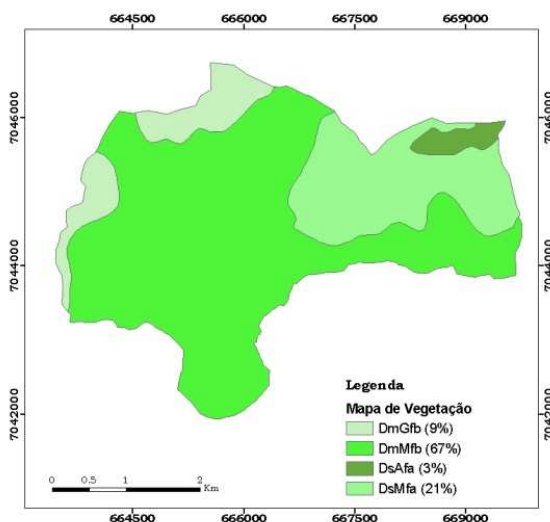 664500 666000 667500 669000
7046000 7046000
7044000 7044000
7042000 7042000
Legenda
Mapa de Vegetação
DmGfb (9%)
DmMfb (67%)
DsAfa (3%)
DsMfa (21%)
0 0.5 1 2
Km
664500 666000 667500 669000